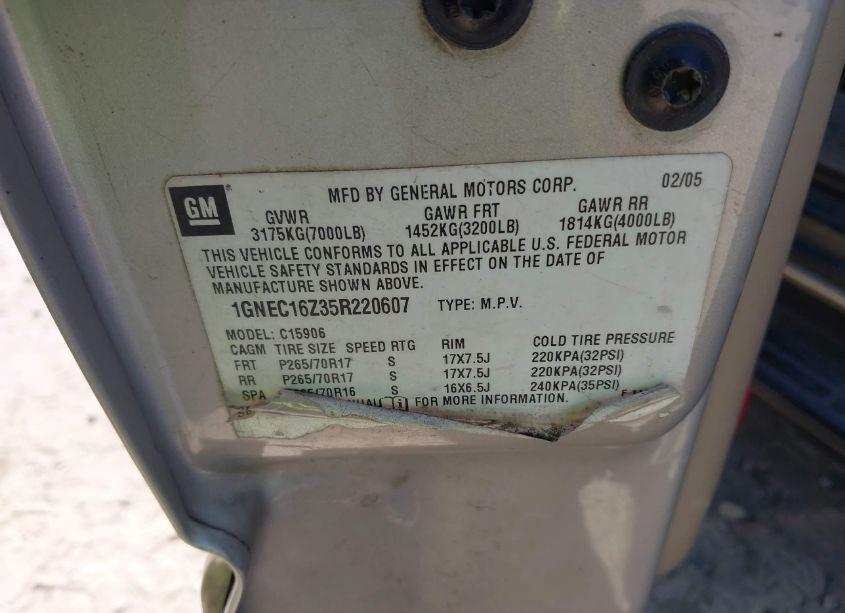 GM
MFD BY GENERAL MOTORS CORP. 02/05
GVWR GAWR FRT GAWR RR
3175KG(7000LB) 1452KG(3200LB) 1814KG(4000LB)
THIS VEHICLE CONFORMS TO ALL APPLICABLE U.S. FEDERAL MOTOR
VEHICLE SAFETY STANDARDS IN EFFECT ON THE DATE OF
MANUFACTURE SHOWN ABOVE.
1GNEC16Z35R220607 TYPE: M.P.V.
MODEL: C15906
CAGM TIRE SIZE SPEED RTG RIM COLD TIRE PRESSURE
FRT P265/70R17 S 17X7.5J 220KPA(32PSI)
RR P265/70R17 S 17X7.5J 220KPA(32PSI)
SPA /70R16 S 16X6.5J 240KPA(35PSI)
FOR MORE INFORMATION.